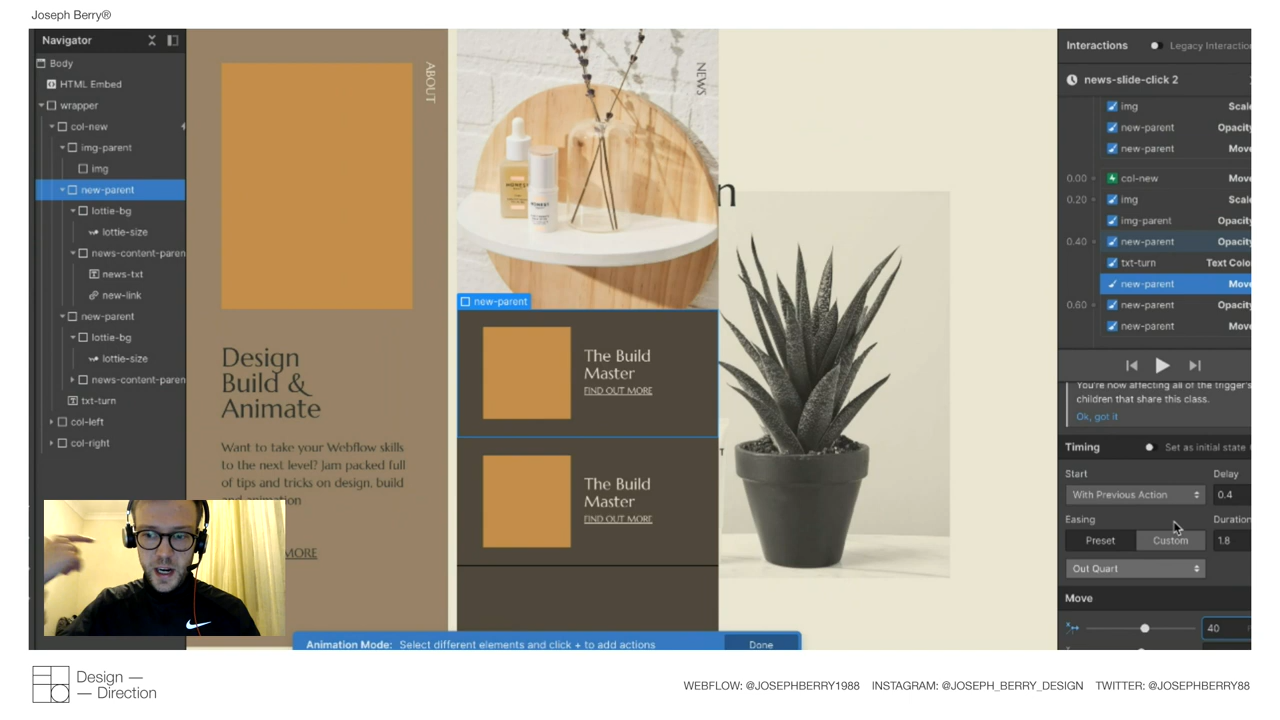 Joseph Berry®
Navigator
Body
HTML Embed
wrapper
col-new
img-parent
img
new-parent
lottie-bg
lottie-size
news-content-paren
news-txt
new-link
new-parent
lottie-bg
lottie-size
news-content-paren
txt-turn
col-left
col-right
ABOUT
Design
Build &
Animate
Want to take your Webflow skills
to the next level? Jam packed full
of tips and tricks on design, build
and animation
MORE
NEWS
new-parent
The Build
Master
FIND OUT MORE
The Build
Master
FIND OUT MORE
n
T
Animation Mode: Select different elements and click + to add actions
Done
Interactions
Legacy Interaction
news-slide-click 2
img Scale
new-parent Opacity
new-parent Move
0.00 col-new Move
0.20 img Scale
img-parent Opacity
0.40 new-parent Opacity
txt-turn Text Colo
new-parent Move
0.60 new-parent Opacity
new-parent Move
You're now affecting all of the trigger's
children that share this class.
Ok, got it
Timing Set as initial state
Start Delay
With Previous Action 0.4
Easing Duration
Preset Custom 1.8
Out Quart
Move
40
Design —
— Direction
WEBFLOW: @JOSEPHBERRY1988 INSTAGRAM: @JOSEPH_BERRY_DESIGN TWITTER: @JOSEPHBERRY88